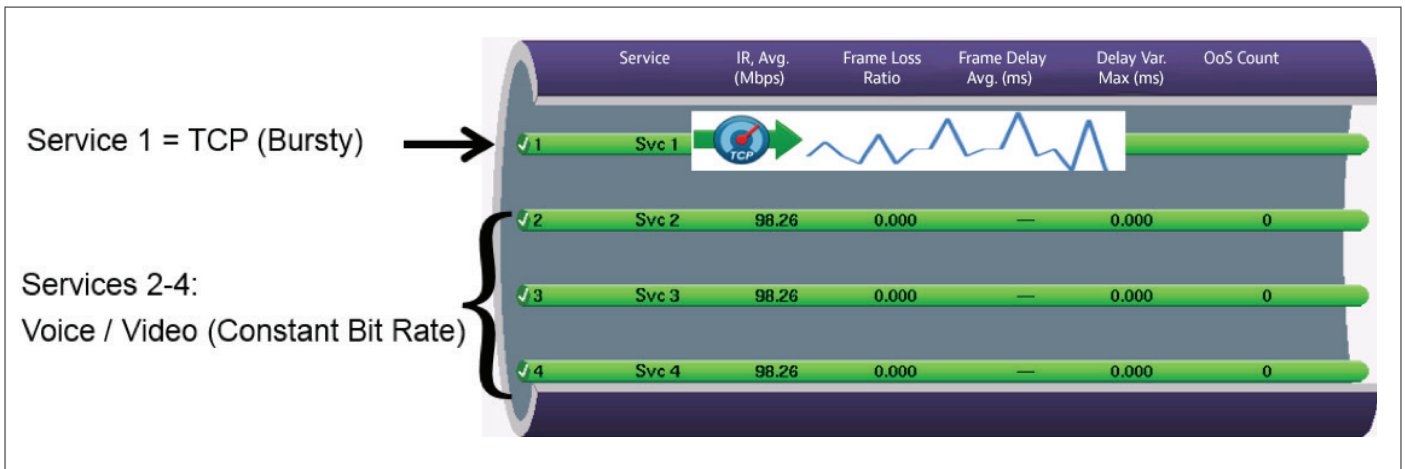 Service IR, Avg. (Mbps) Frame Loss Ratio Frame Delay Avg. (ms) Delay Var. Max (ms) OoS Count
Service 1 = TCP (Bursty)
1 Svc 1 TCP
2 Svc 2 98.26 0.000 — 0.000 0
Services 2-4:
Voice / Video (Constant Bit Rate)
3 Svc 3 98.26 0.000 — 0.000 0
4 Svc 4 98.26 0.000 — 0.000 0